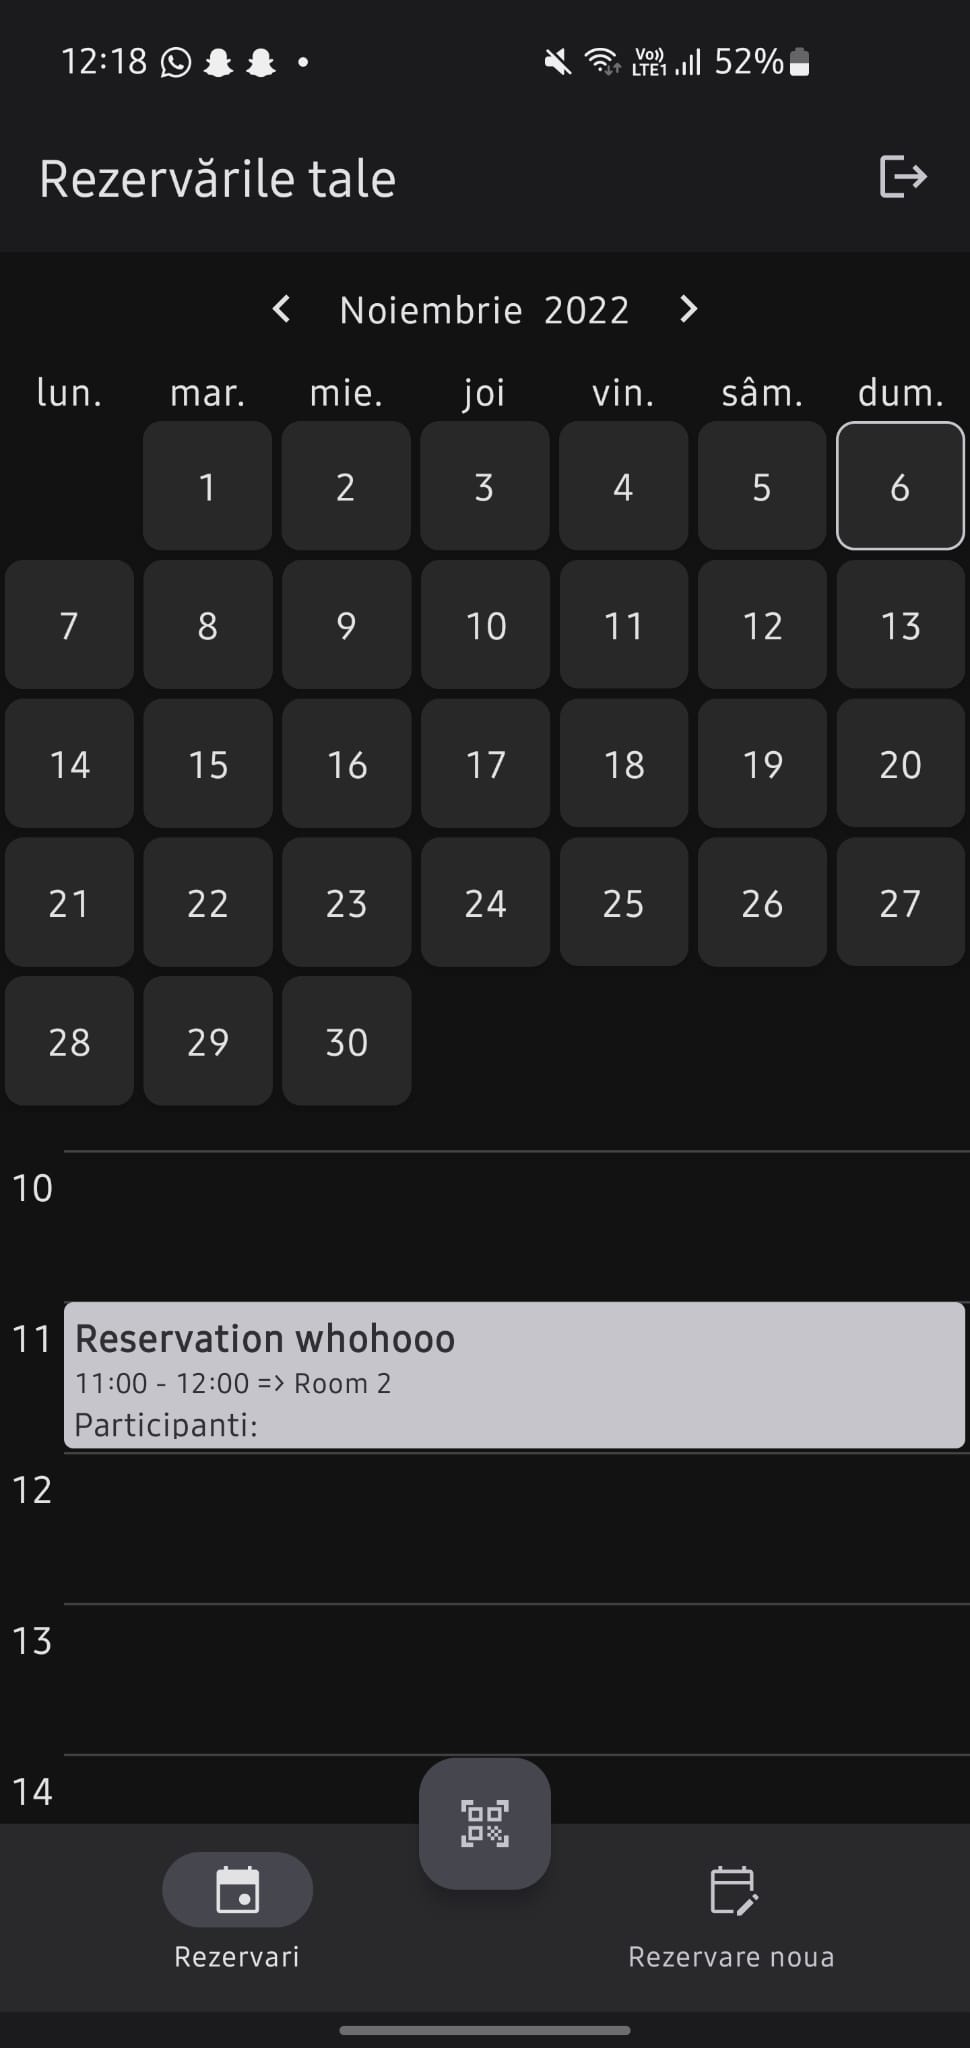 12:18 Vo)) LTE1 52%
Rezervările tale
Noiembrie 2022
lun. mar. mie. joi vin. sâm. dum.
1 2 3 4 5 6
7 8 9 10 11 12 13
14 15 16 17 18 19 20
21 22 23 24 25 26 27
28 29 30
10
11 Reservation whohooo
11:00 - 12:00 => Room 2
Participanti:
12
13
14
Rezervari Rezervare noua